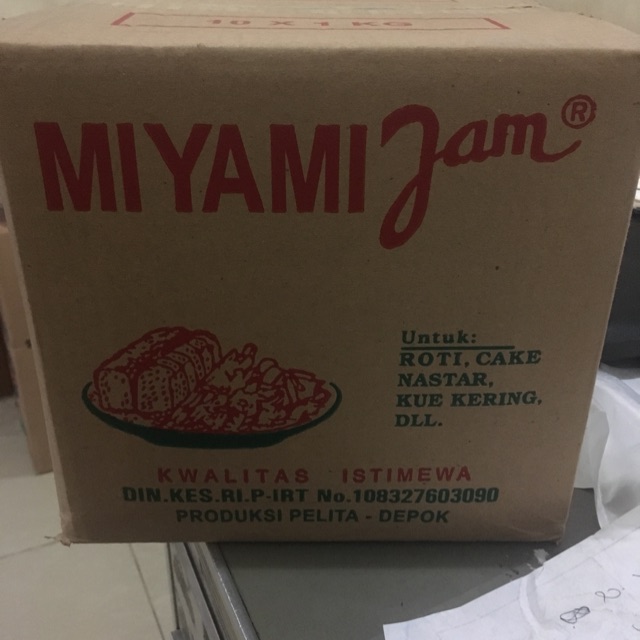 10 X 1 KG
MIYAMI Jam ®
Untuk:
ROTI, CAKE
NASTAR,
KUE KERING,
DLL.
KWALITAS ISTIMEWA
DIN.KES.RI.P-IRT No.108327603090
PRODUKSI PELITA - DEPOK